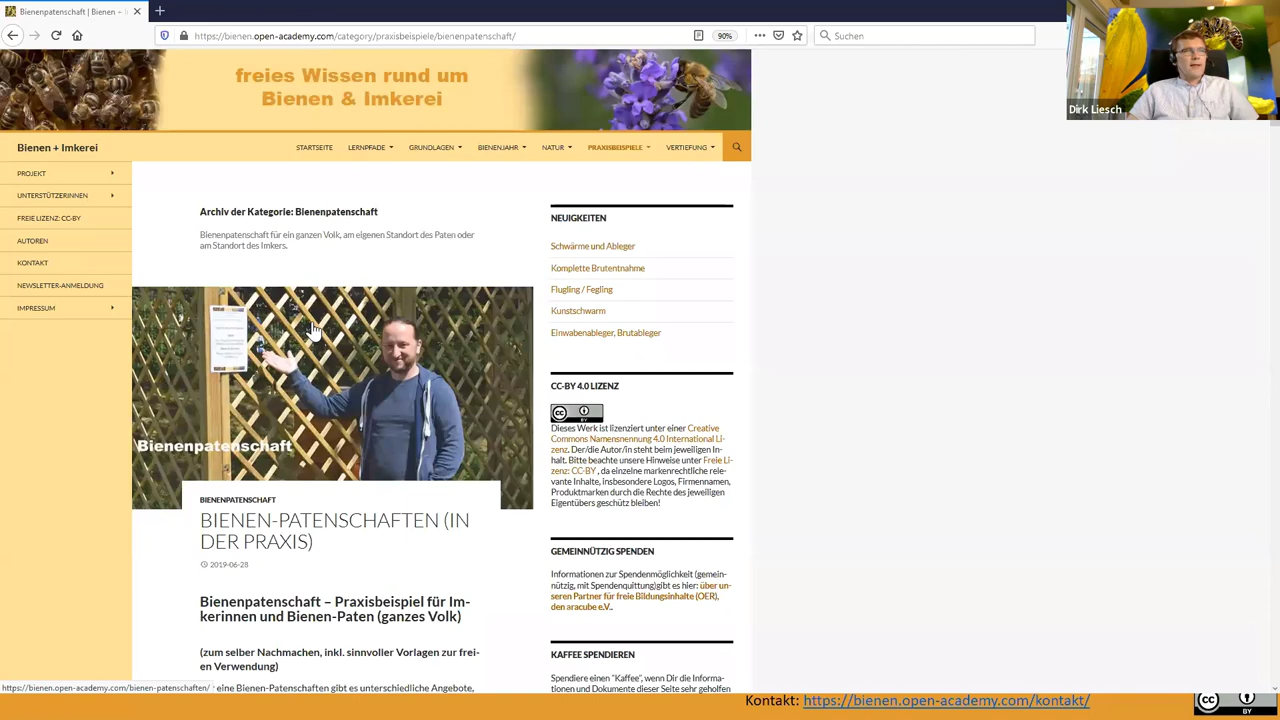 Bienenpatenschaft | Bienen + I
https://bienen.open-academy.com/category/praxisbeispiele/bienenpatenschaft/
90%
Suchen
Dirk Liesch
freies Wissen rund um
Bienen & Imkerei
Bienen + Imkerei
STARTSEITE
LERNPFADE
GRUNDLAGEN
BIENENJAHR
NATUR
PRAXISBEISPIELE
VERTIEFUNG
PROJEKT
UNTERSTÜTZERINNEN
FREIE LIZENZ: CC-BY
AUTOREN
KONTAKT
NEWSLETTER-ANMELDUNG
IMPRESSUM
Archiv der Kategorie: Bienenpatenschaft
Bienenpatenschaft für ein ganzen Volk, am eigenen Standort des Paten oder
am Standort des Imkers.
Bienenpatenschaft
BIENENPATENSCHAFT
BIENEN-PATENSCHAFTEN (IN
DER PRAXIS)
2019-06-28
Bienenpatenschaft – Praxisbeispiel für Im-
kerinnen und Bienen-Paten (ganzes Volk)
(zum selber Nachmachen, inkl. sinnvoller Vorlagen zur frei-
en Verwendung)
eine Bienen-Patenschaften gibt es unterschiedliche Angebote,
NEUIGKEITEN
Schwärme und Ableger
Komplette Brutentnahme
Flugling / Fegling
Kunstschwarm
Einwabenableger, Brutableger
CC-BY 4.0 LIZENZ
cc BY
Dieses Werk ist lizenziert unter einer Creative
Commons Namensnennung 4.0 International Li-
zenz. Der/die Autor/in steht beim jeweiligen In-
halt. Bitte beachte unsere Hinweise unter Freie Li-
zenz: CC-BY , da einzelne markenrechtliche rele-
vante Inhalte, insbesondere Logos, Firmennamen,
Produktmarken durch die Rechte des jeweiligen
Eigentübers geschütz bleiben!
GEMEINNÜTZIG SPENDEN
Informationen zur Spendenmöglichkeit (gemein-
nützig, mit Spendenquittung)gibt es hier: über un-
seren Partner für freie Bildungsinhalte (OER),
den aracube e.V..
KAFFEE SPENDIEREN
Spendiere einen "Kaffee", wenn Dir die Informa-
tionen und Dokumente dieser Seite sehr geholfen
https://bienen.open-academy.com/bienen-patenschaften/
Kontakt: https://bienen.open-academy.com/kontakt/
cc BY